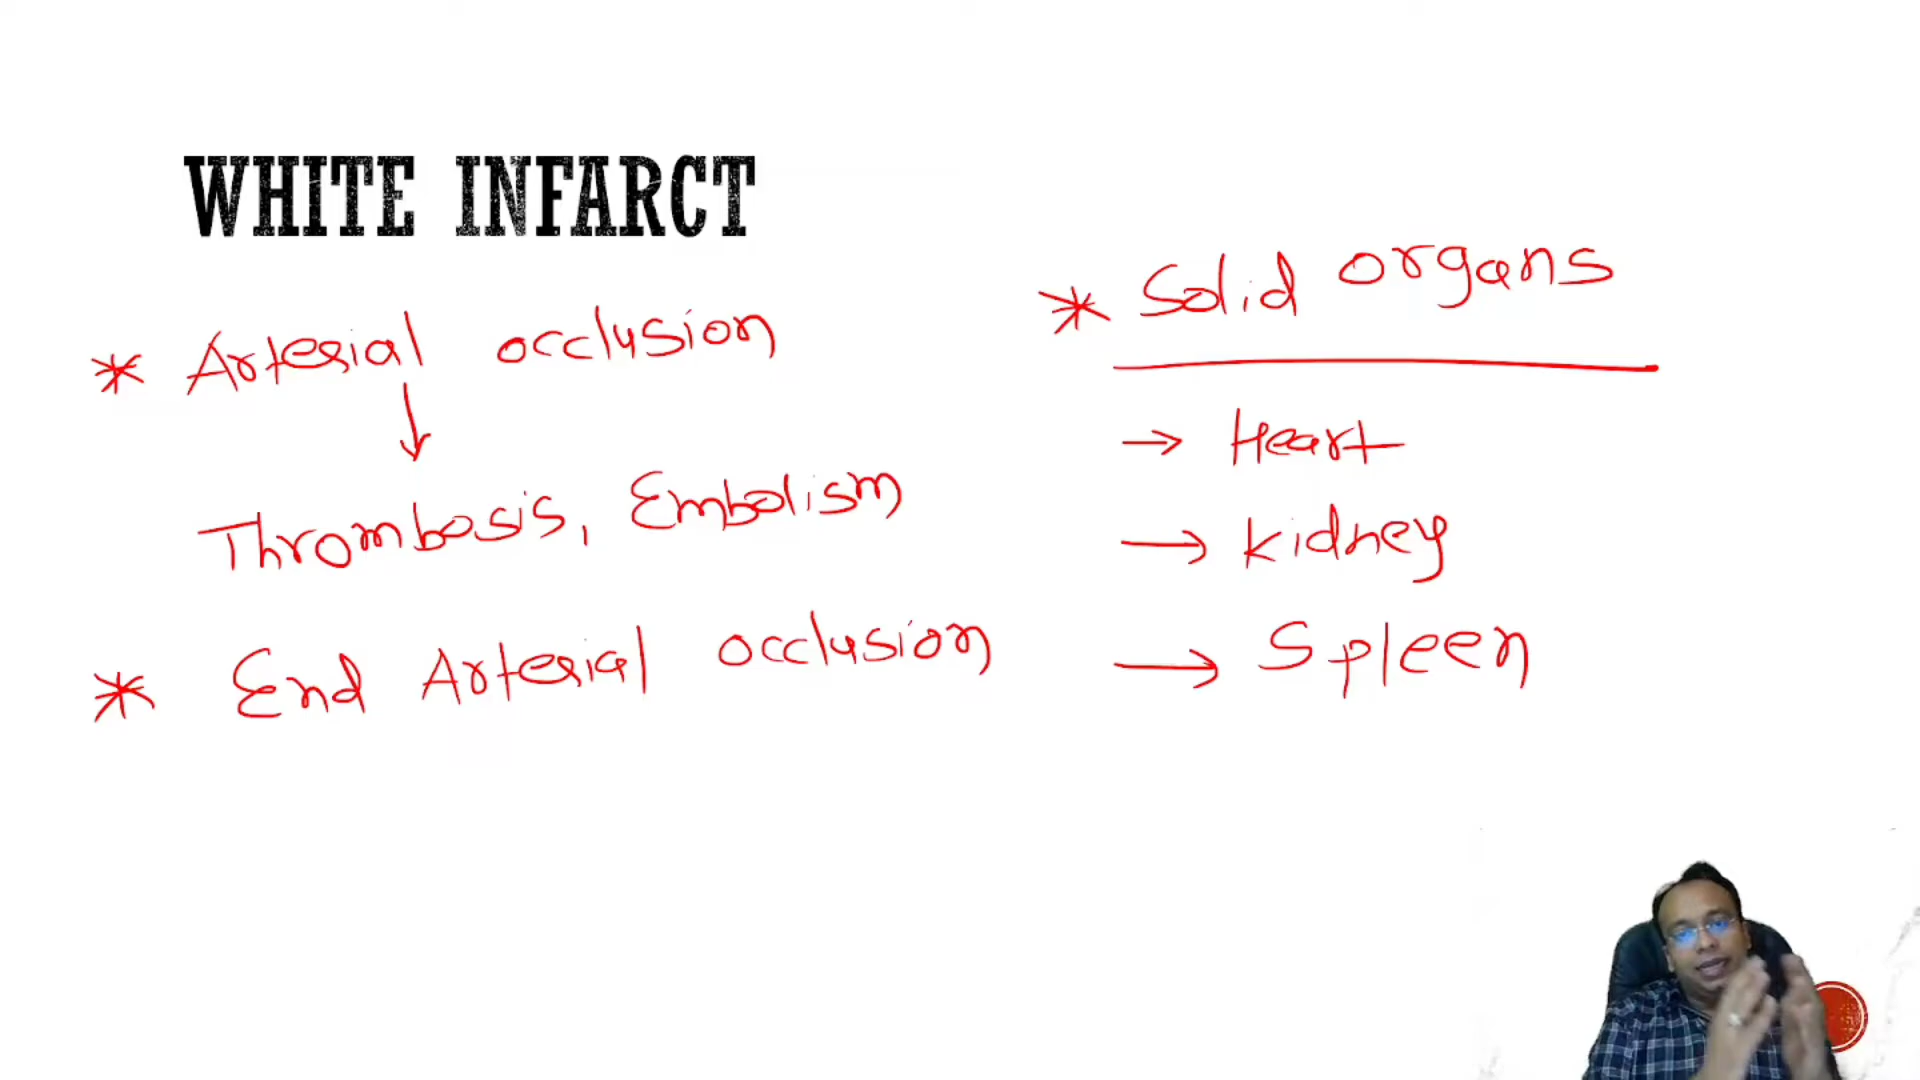 WHITE INFARCT
* Arterial occlusion
↓
Thrombosis, Embolism
* End Arterial occlusion
* Solid organs
→ Heart
→ Kidney
→ Spleen